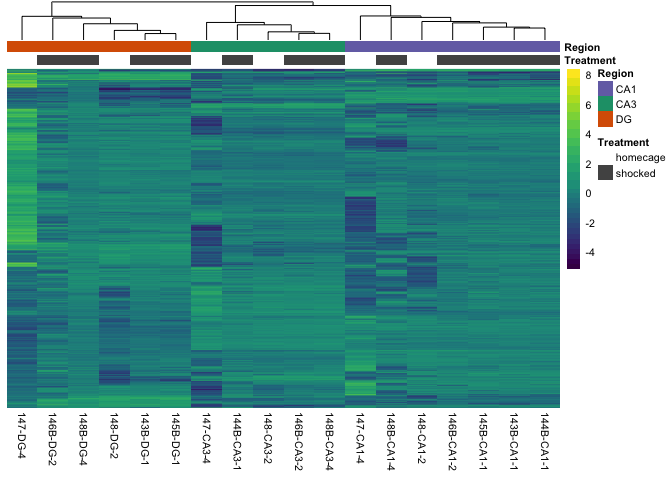 Region
Treatment
8
6
4
2
0
-2
-4
Region
CA1
CA3
DG
Treatment
homecage
shocked
147-DG-4
146B-DG-2
148B-DG-4
148-DG-2
143B-DG-1
145B-DG-1
147-CA3-4
144B-CA3-1
148-CA3-2
146B-CA3-2
148B-CA3-4
147-CA1-4
148B-CA1-4
148-CA1-2
146B-CA1-2
145B-CA1-1
143B-CA1-1
144B-CA1-1